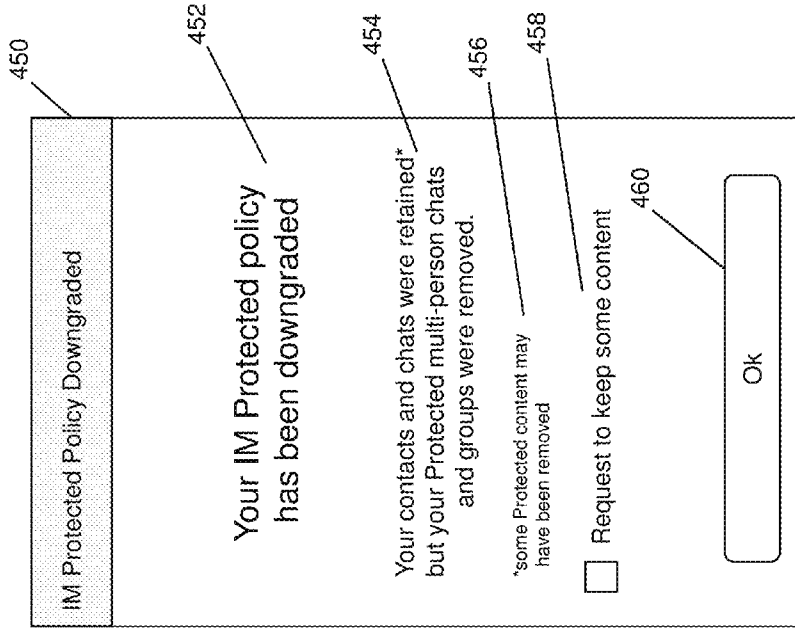 450
IM Protected Policy Downgraded
452
Your IM Protected policy
has been downgraded
454
Your contacts and chats were retained*
but your Protected multi-person chats
and groups were removed.
456
*some Protected content may
have been removed
458
Request to keep some content
460
Ok